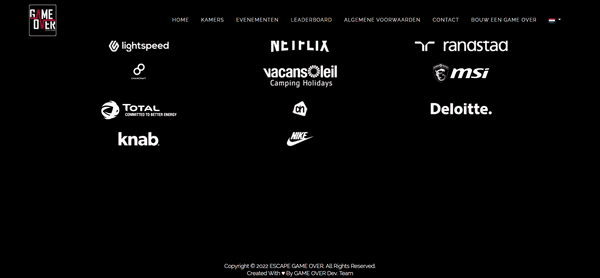 GAME OVER
HOME KAMERS EVENEMENTEN LEADERBOARD ALGEMENE VOORWAARDEN CONTACT BOUW EEN GAME OVER
lightspeed NETFLIX randstad
vacansoleil msi
Camping Holidays
TOTAL Deloitte.
COMMITTED TO BETTER ENERGY
knab. NIKE
Copyright © 2022 ESCAPE GAME OVER. All Rights Reserved.
Created With ♥ By GAME OVER Dev. Team